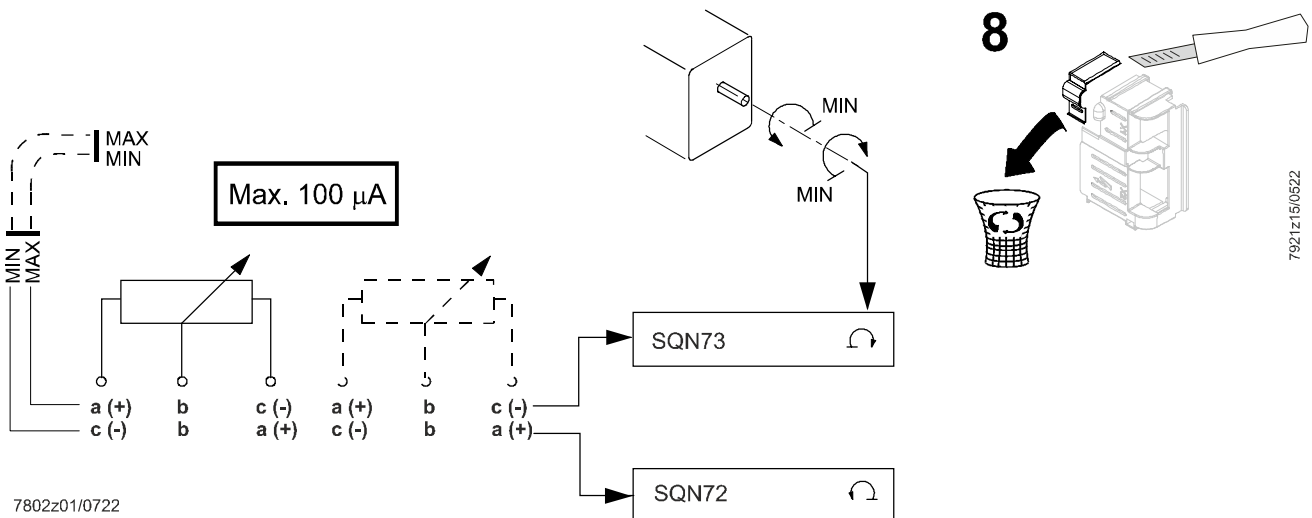 8
MIN
MIN
MAX
MIN
Max. 100 µA
MIN
MAX
SQN73
a (+) b c (-) a (+) b c (-)
c (-) b a (+) c (-) b a (+)
SQN72
7802z01/0722
7921z15/0522